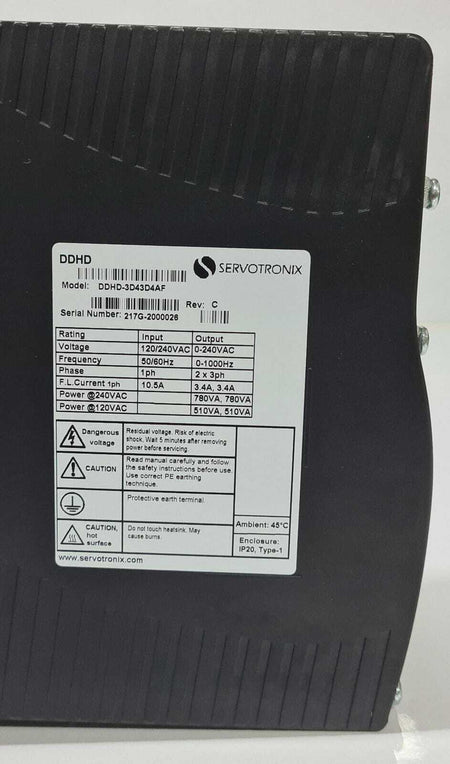 DDHD
SERVOTRONIX
Model: DDHD-3D43D4AF
Rev: C
Serial Number: 217G-2000026
Rating Input Output
Voltage 120/240VAC 0-240VAC
Frequency 50/60Hz 0-1000Hz
Phase 1ph 2 x 3ph
F.L.Current 1ph 10.5A 3.4A, 3.4A
Power @240VAC 780VA, 780VA
Power @120VAC 510VA, 510VA
Dangerous
voltage
Residual voltage. Risk of electric
shock. Wait 5 minutes after removing
power before servicing.
CAUTION
Read manual carefully and follow
the safety instructions before use.
Use correct PE earthing
technique.
Protective earth terminal.
CAUTION,
hot
surface
Do not touch heatsink. May
cause burns.
Ambient: 45°C
Enclosure:
IP20, Type-1
www.servotronix.com